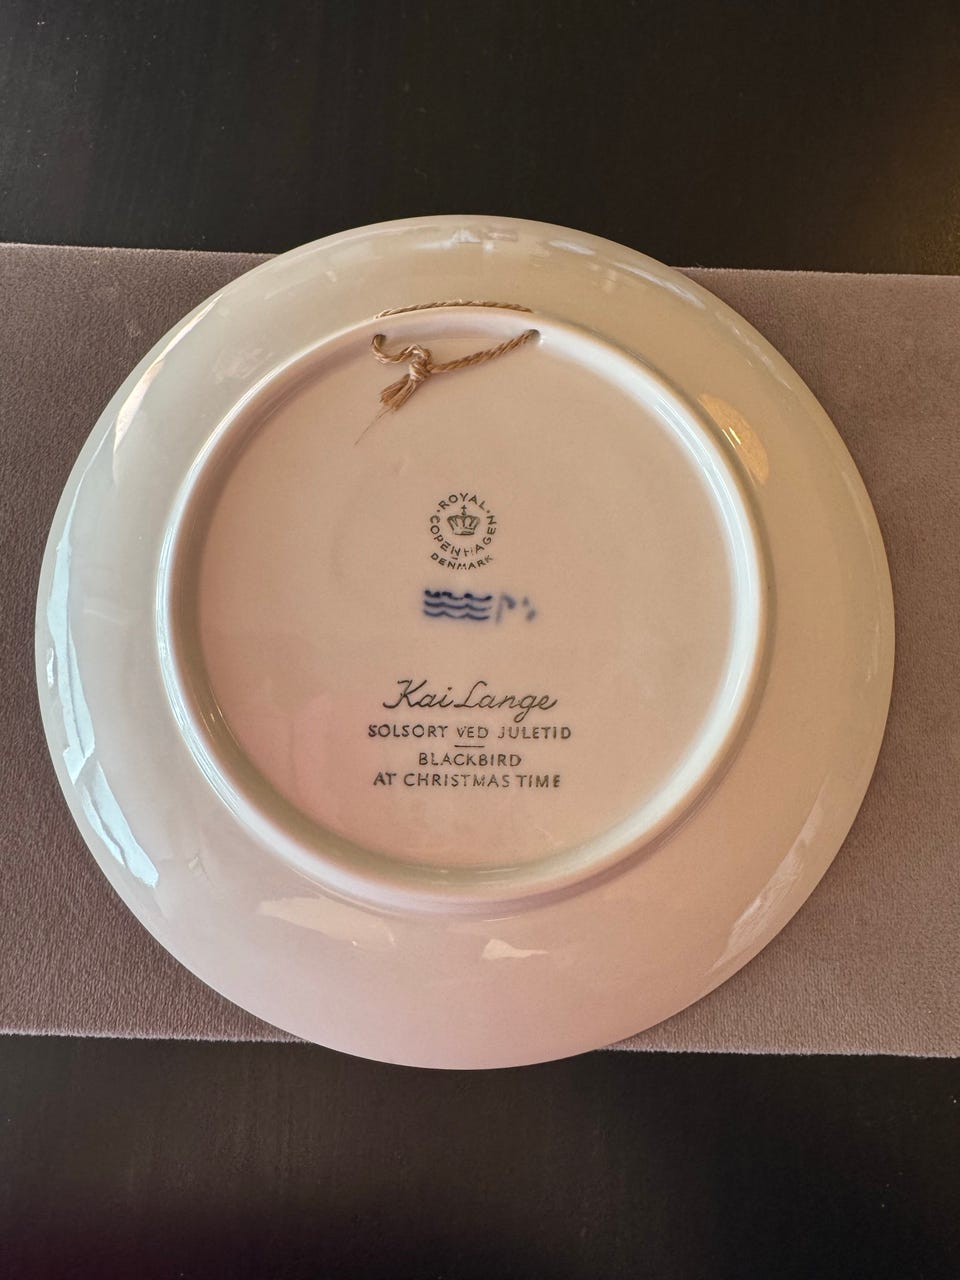 ROYAL COPENHAGEN
DENMARK
Kai Lange
SOLSORT VED JULETID
BLACKBIRD
AT CHRISTMAS TIME